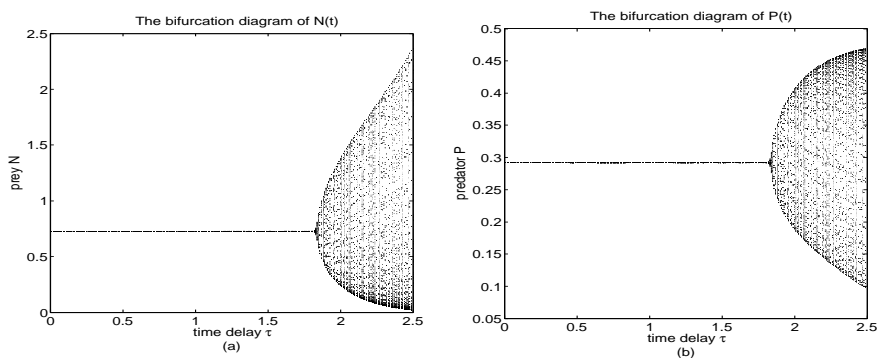 The bifurcation diagram of N(t)
2.5
2
1.5
1
0.5
0
prey N
0 0.5 1 1.5 2 2.5
time delay τ
(a)
The bifurcation diagram of P(t)
0.5
0.45
0.4
0.35
0.3
0.25
0.2
0.15
0.1
0.05
predator P
0 0.5 1 1.5 2 2.5
time delay τ
(b)